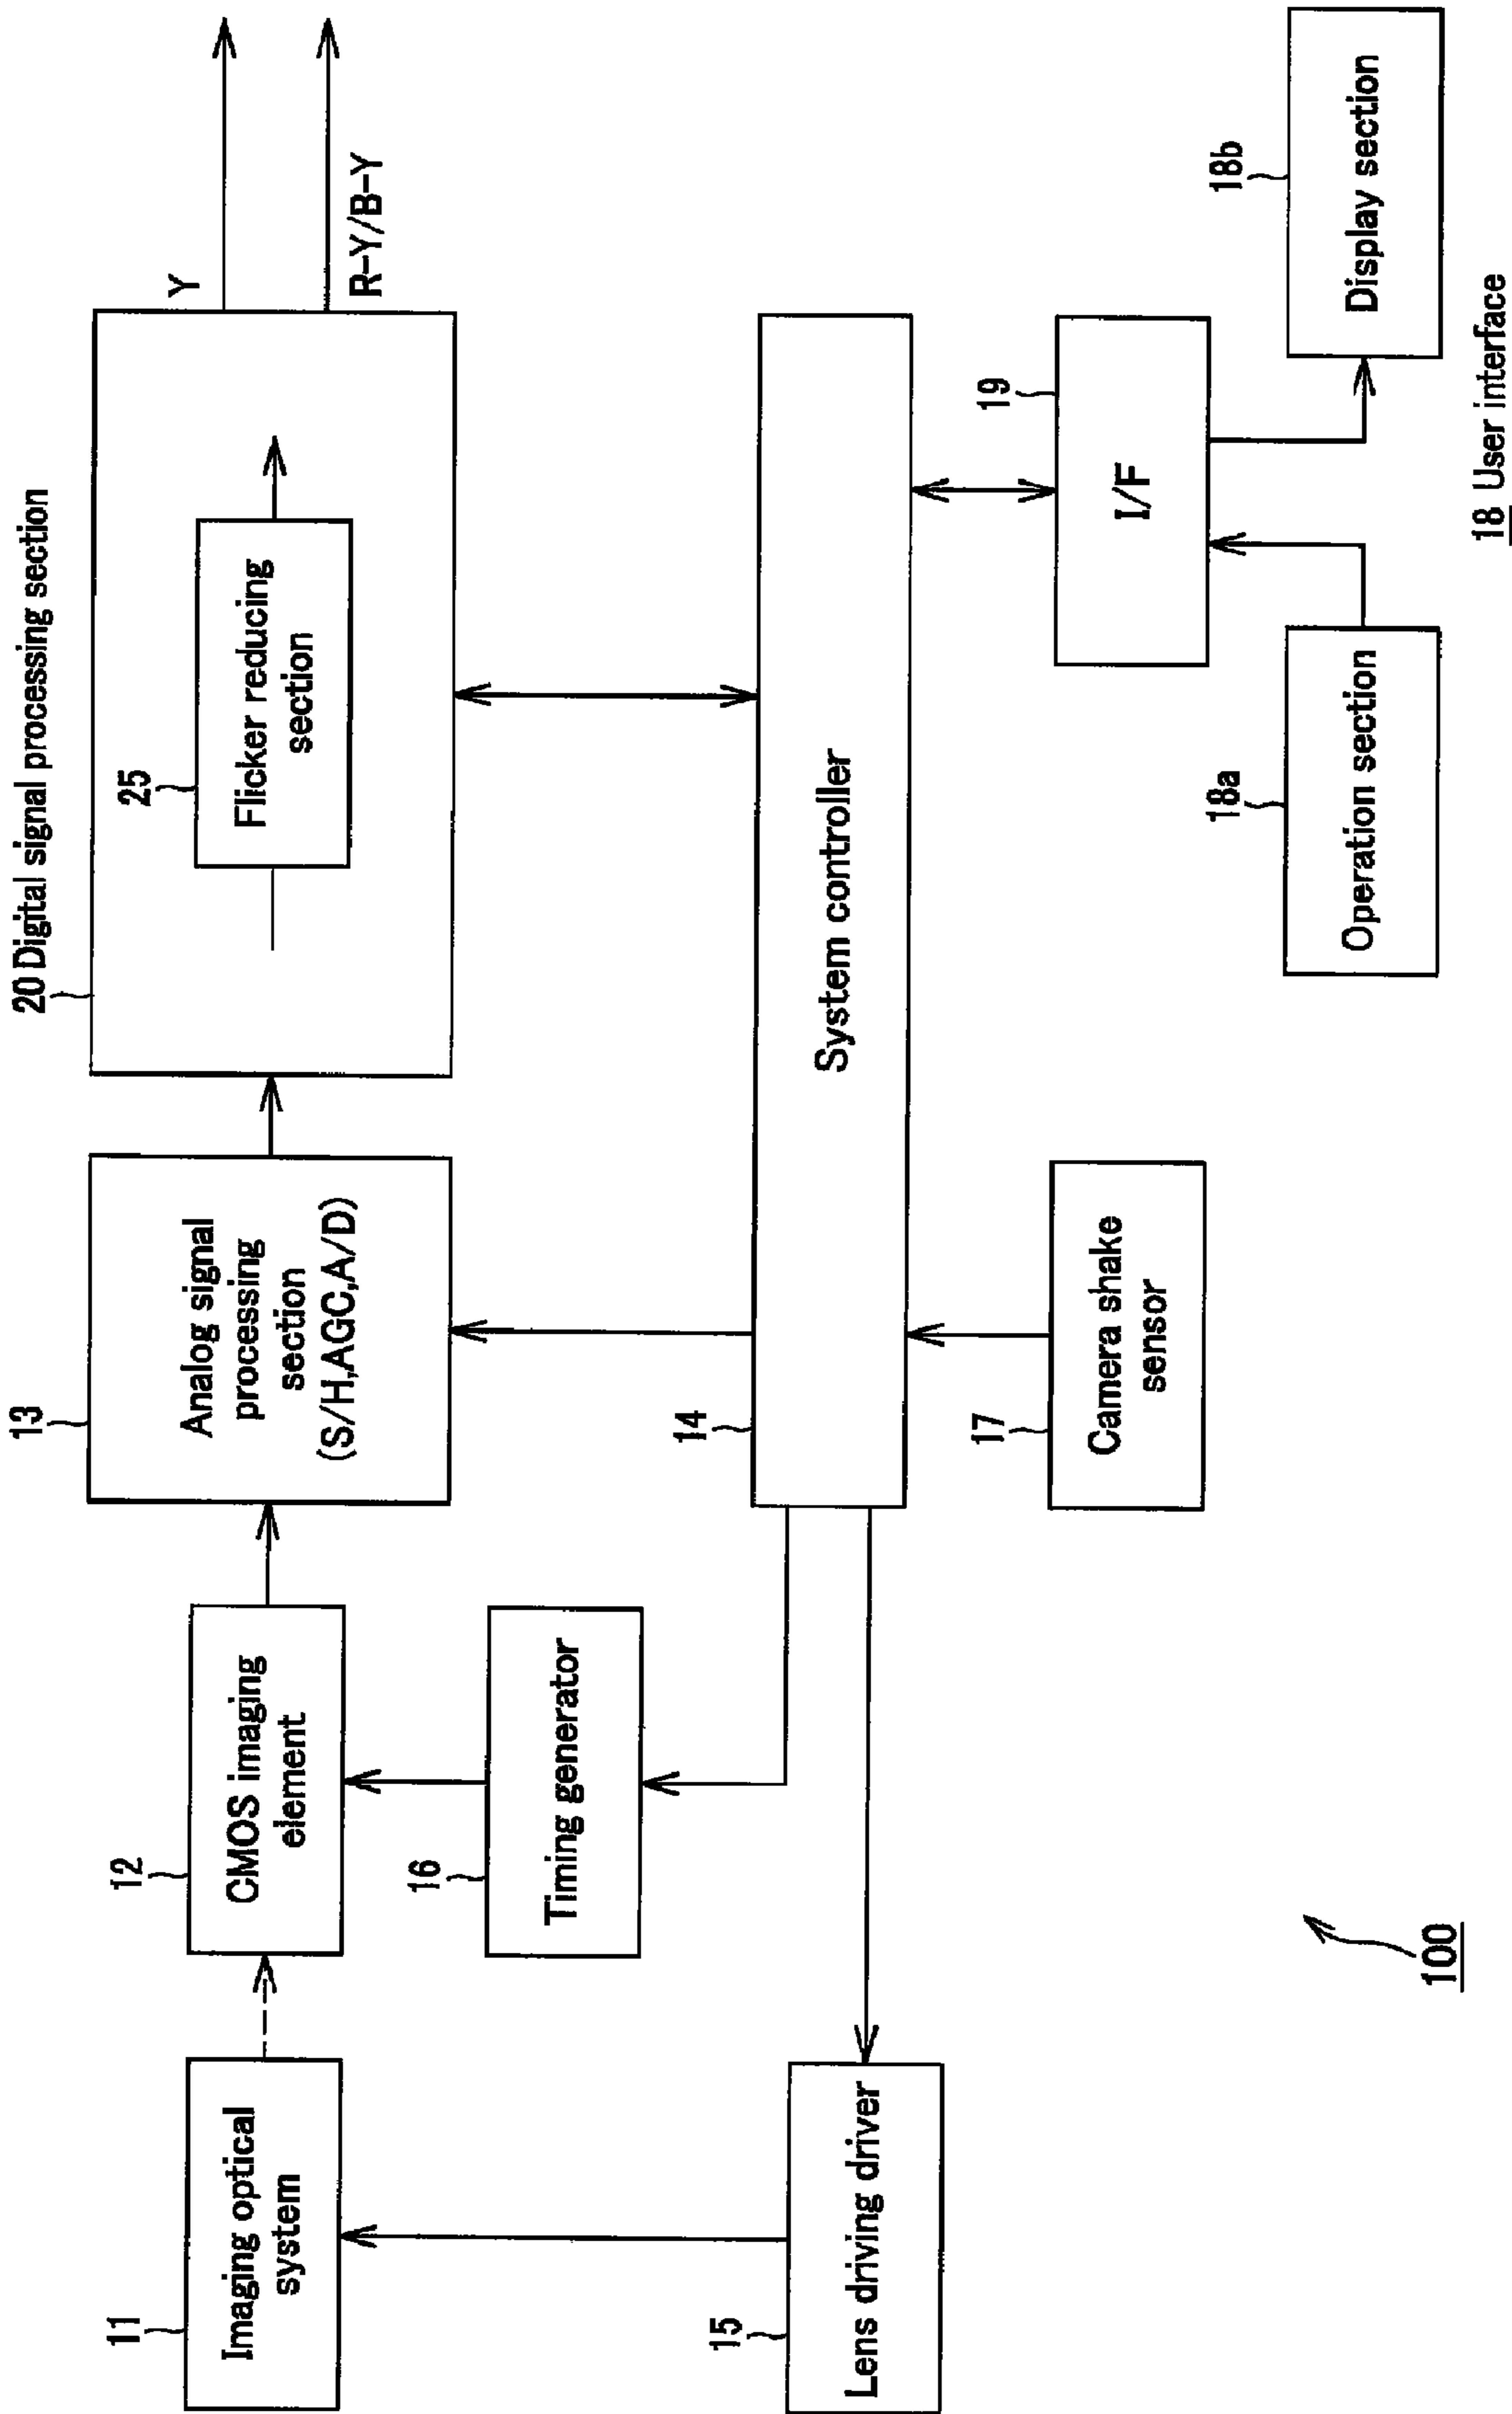 20 Digital signal processing section
11
Imaging optical
system
12
CMOS imaging
element
13
Analog signal
processing
section
(S/H,AGC,A/D)
25
Flicker reducing
section
Y
R-Y/B-Y
16
Timing generator
14
System controller
15
Lens driving driver
17
Camera shake
sensor
19
I/F
18a
Operation section
18b
Display section
18 User interface
100